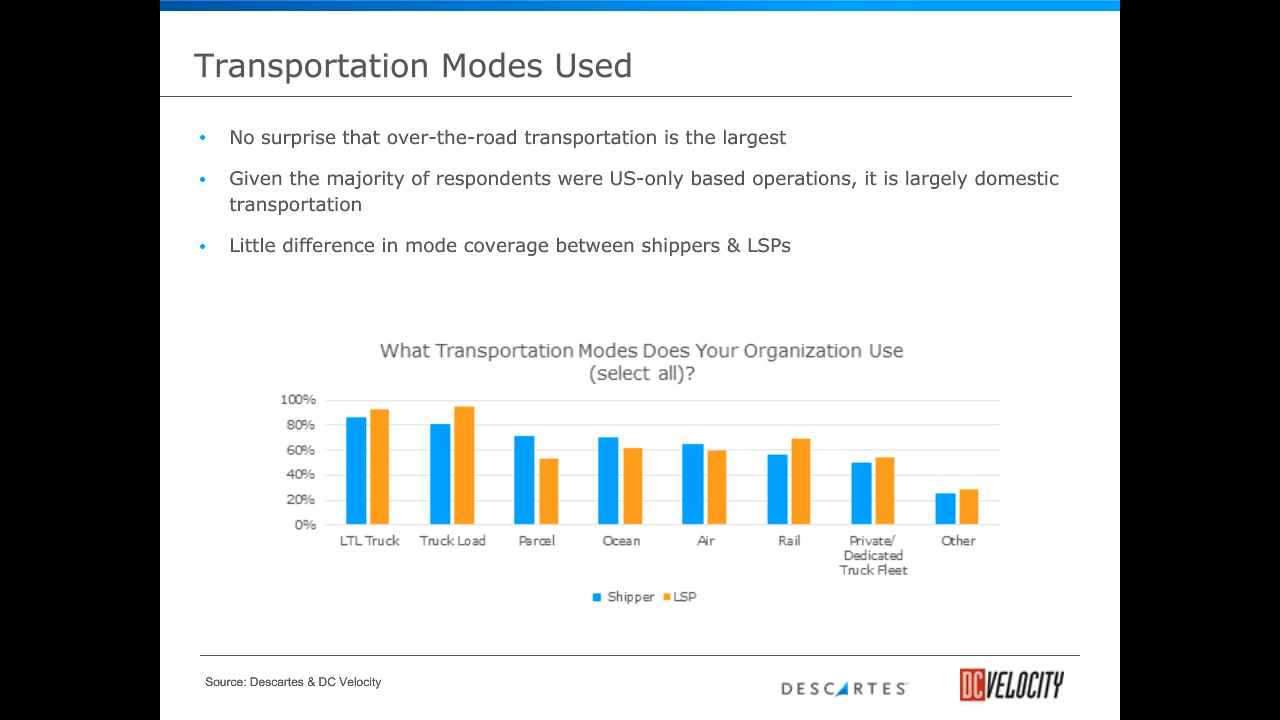 Transportation Modes Used
• No surprise that over-the-road transportation is the largest
• Given the majority of respondents were US-only based operations, it is largely domestic
transportation
• Little difference in mode coverage between shippers & LSPs
What Transportation Modes Does Your Organization Use
(select all)?
100%
80%
60%
40%
20%
0%
LTL Truck Truck Load Parcel Ocean Air Rail Private/ Other
Dedicated
Truck Fleet
Shipper LSP
Source: Descartes & DC Velocity
DESCARTES
DC VELOCITY